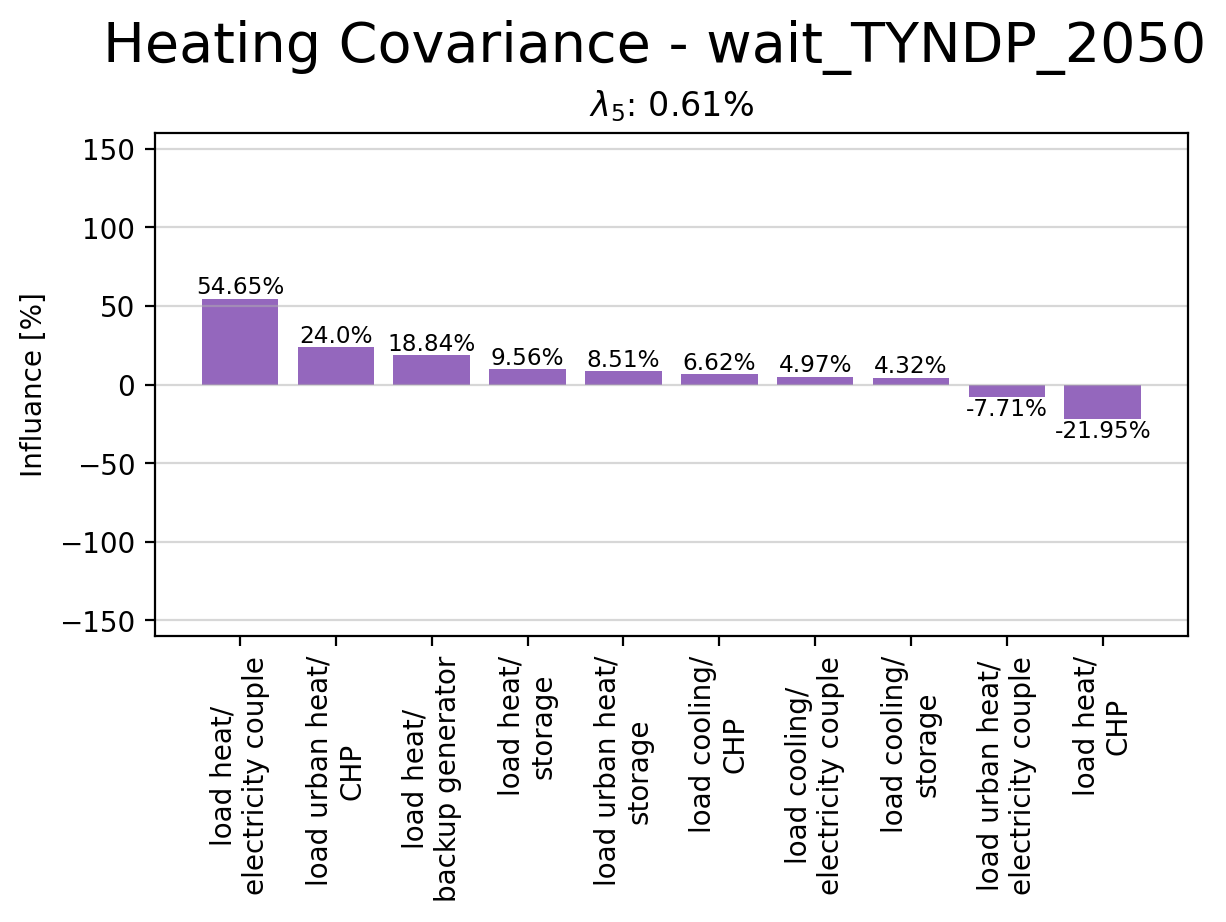 Heating Covariance - wait_TYNDP_2050
λ5: 0.61%
Influance [%]
150
100
50
0
−50
−100
−150
54.65%
24.0%
18.84%
9.56%
8.51%
6.62%
4.97%
4.32%
-7.71%
-21.95%
load heat/
electricity couple
load urban heat/
CHP
load heat/
backup generator
load heat/
storage
load urban heat/
storage
load cooling/
CHP
load cooling/
electricity couple
load cooling/
storage
load urban heat/
electricity couple
load heat/
CHP